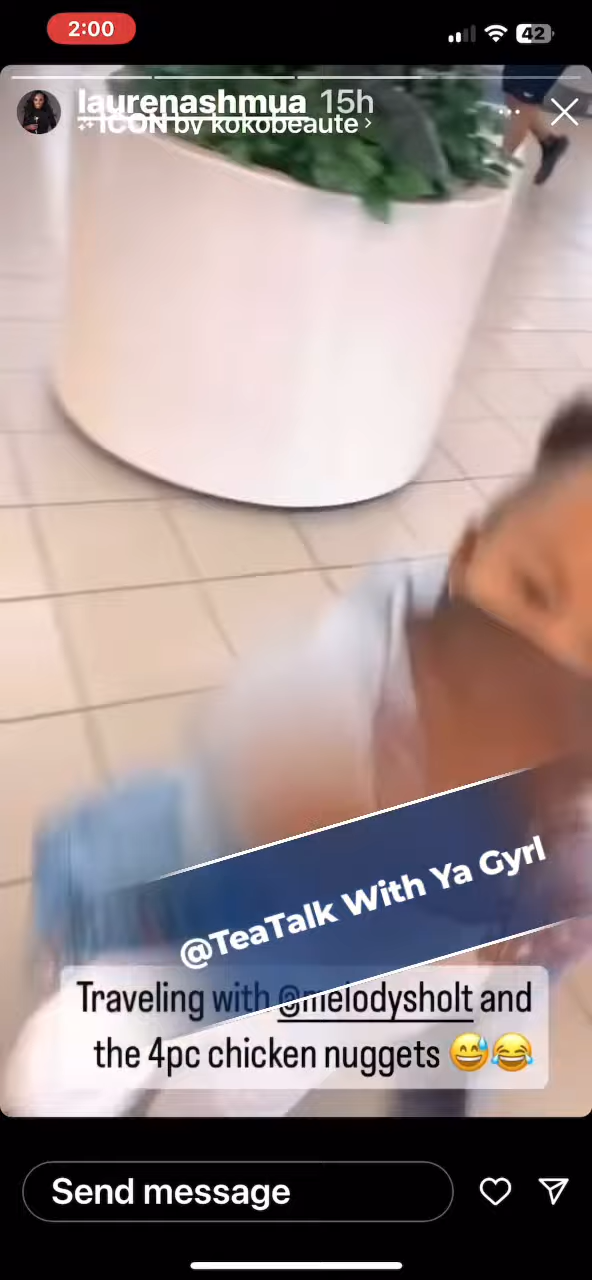 2:00
42
laurenashmua 15h
ICON by kokobeaute
@TeaTalk With Ya Gyrl
Traveling with @melodysholt and
the 4pc chicken nuggets 😅😂
Send message